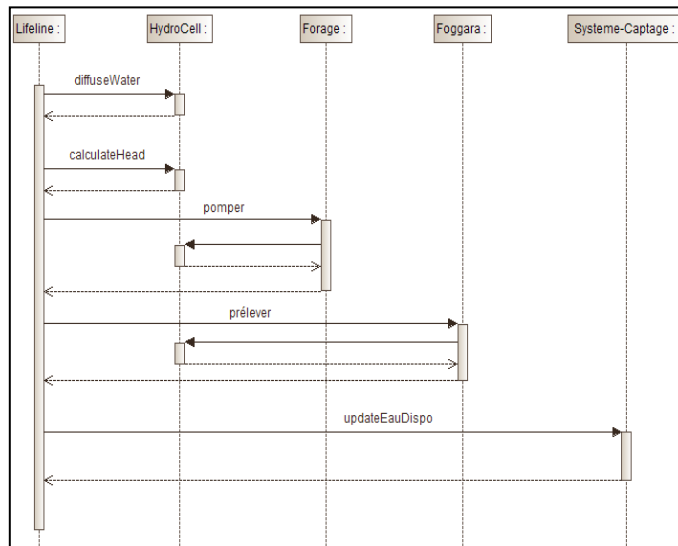 Lifeline :
HydroCell :
Forage :
Foggara :
Systeme-Captage :
diffuseWater
calculateHead
pomper
prélever
updateEauDispo